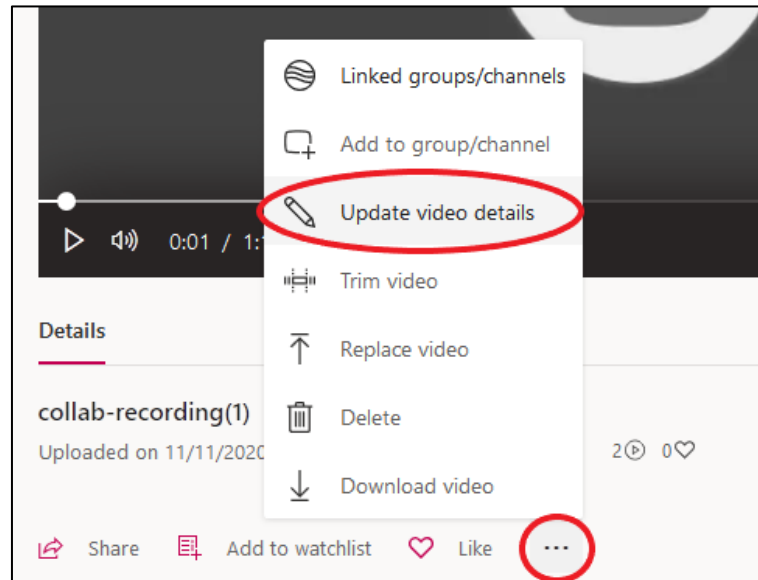 Linked groups/channels
Add to group/channel
Update video details
0:01 / 1:
Trim video
Replace video
Details
collab-recording(1)
Delete
Uploaded on 11/11/2020
2 0
Download video
Share Add to watchlist Like ...